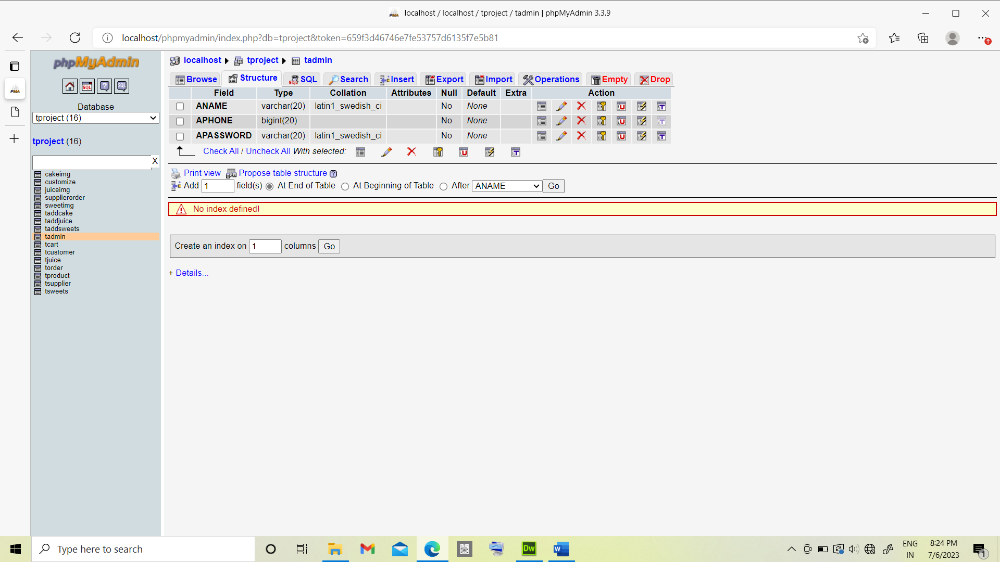 localhost / localhost / tproject / tadmin | phpMyAdmin 3.3.9
localhost/phpmyadmin/index.php?db=tproject&token=659f3d46746e7fe53757d6135f7e5b81
phpMyAdmin
SQL
Database
tproject (16)
tproject (16)
X
cakeimg
customize
juiceimg
supplierorder
sweetimg
taddcake
taddjuice
taddsweets
tadmin
tcart
tcustomer
tjuice
torder
tproduct
tsupplier
tsweets
localhost ▶ tproject ▶ tadmin
Browse Structure SQL Search Insert Export Import Operations Empty Drop
Field Type Collation Attributes Null Default Extra Action
ANAME varchar(20) latin1_swedish_ci No None
APHONE bigint(20) No None
APASSWORD varchar(20) latin1_swedish_ci No None
Check All / Uncheck All With selected:
Print view Propose table structure
Add 1 field(s) At End of Table At Beginning of Table After ANAME Go
No index defined!
Create an index on 1 columns Go
+ Details...
Type here to search
Dw
W
ENG
IN
8:24 PM
7/6/2023
1